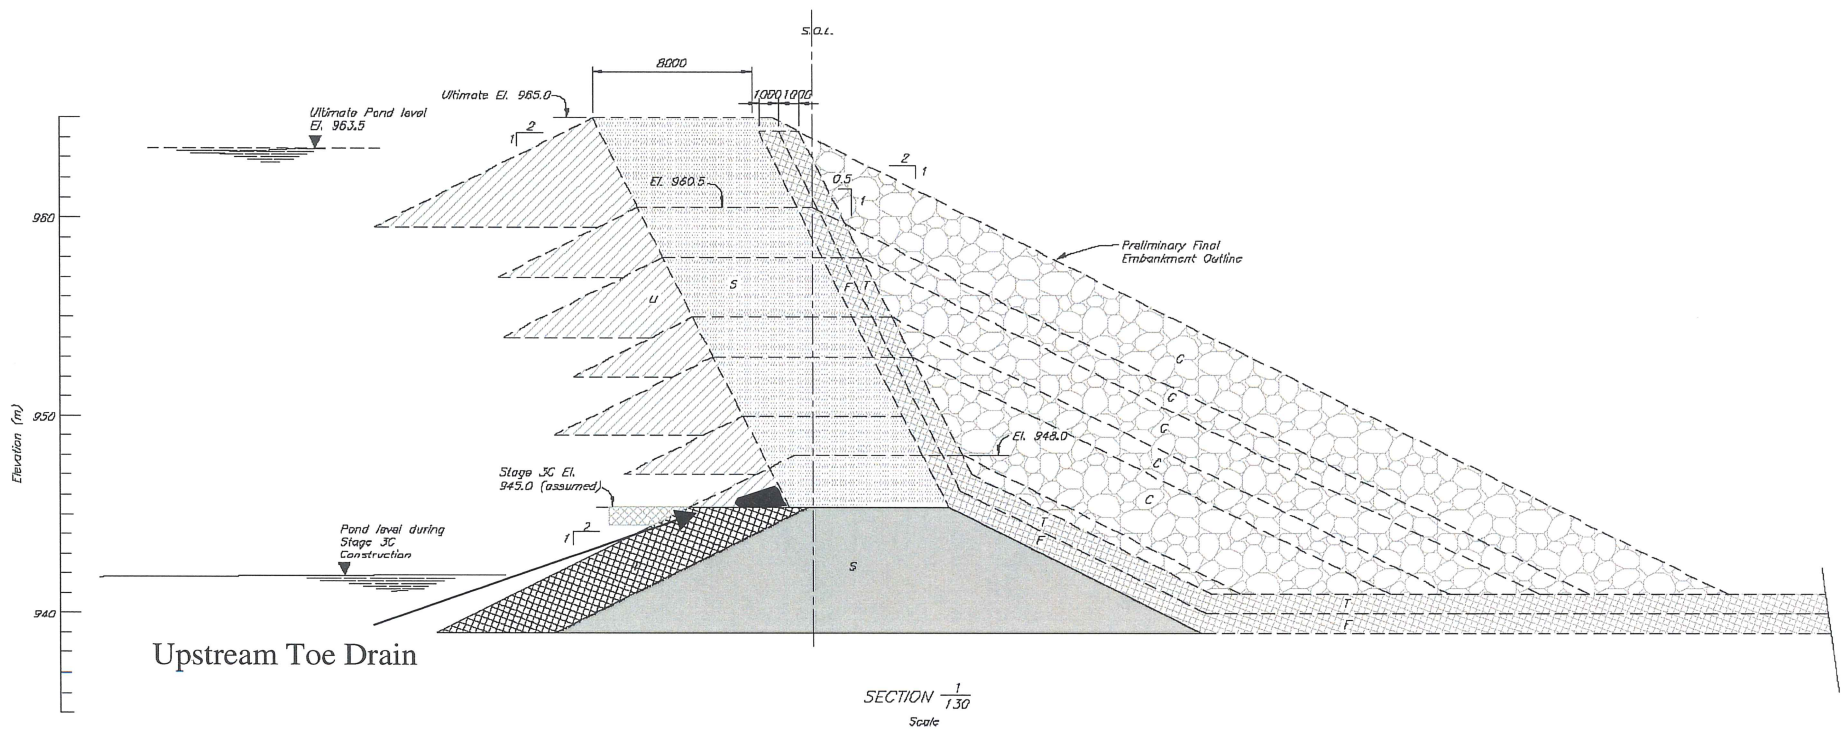 S.O.L.
8000
1000 1000
Ultimate El. 965.0
Ultimate Pond level
El. 963.5
2
1
2
1
El. 960.5
0.5
1
960
Preliminary Final
Embankment Outline
U
S
F
T
C
C
C
C
C
950
Elevation (m)
El. 948.0
Stage 3C El.
945.0 (assumed)
2
1
Pond level during
Stage 3C
Construction
T
F
S
940
T
F
Upstream Toe Drain
SECTION 1
130
Scale